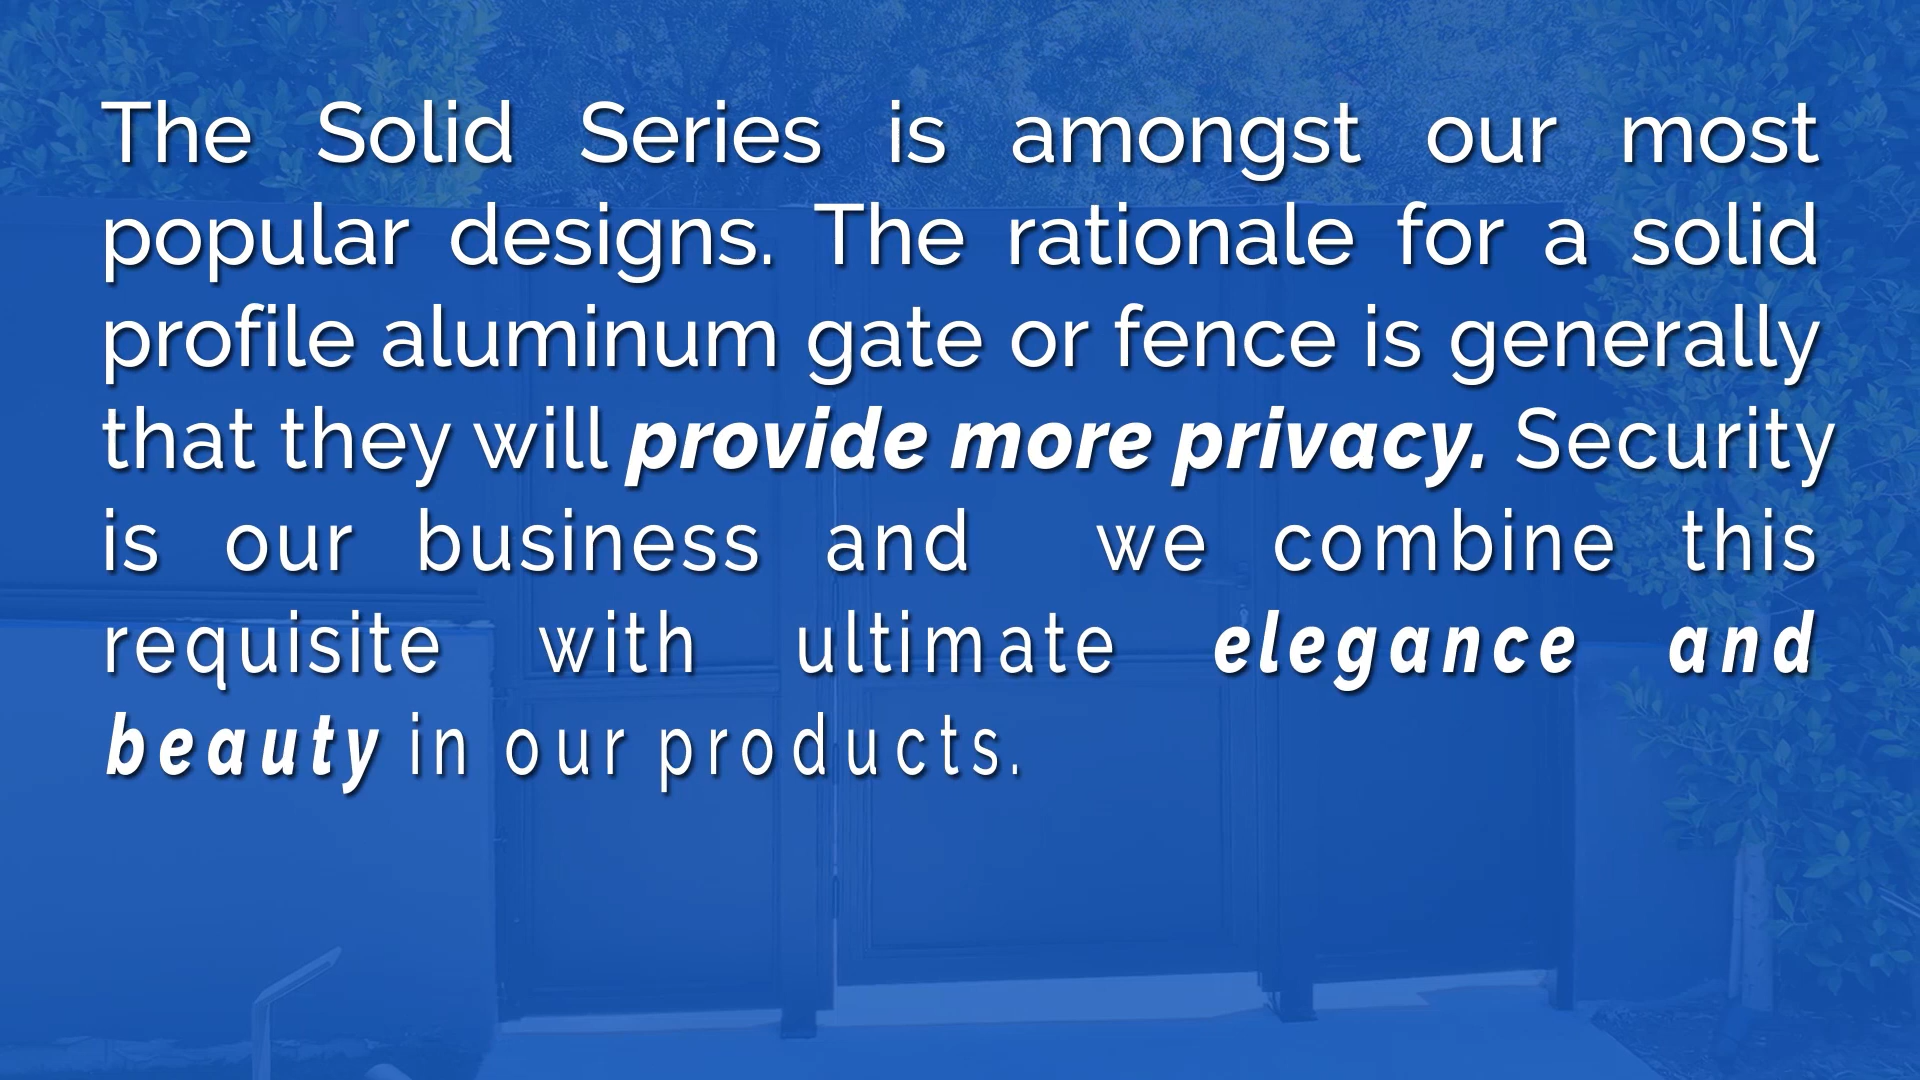 The Solid Series is amongst our most
popular designs. The rationale for a solid
profile aluminum gate or fence is generally
that they will provide more privacy. Security
is our business and we combine this
requisite with ultimate elegance and
beauty in our products.